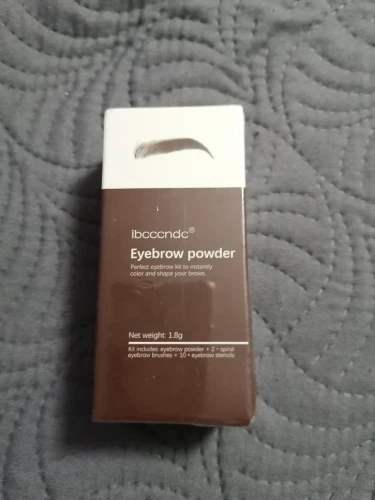 ibcccndc®
Eyebrow powder
Perfect eyebrow kit to instantly
color and shape your brows.
Net weight: 1.8g
Kit includes: eyebrow powder + 2 • spiral
eyebrow brushes + 10 • eyebrow stencils